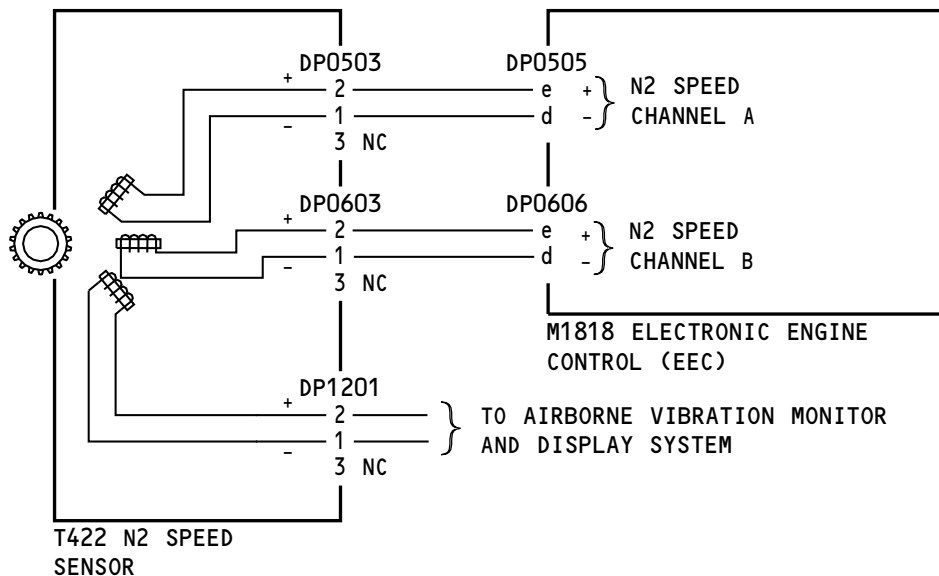 DP0503
DP0505
+ 2 e + N2 SPEED
- 1 d - CHANNEL A
3 NC
DP0603
DP0606
+ 2 e + N2 SPEED
- 1 d - CHANNEL B
3 NC
M1818 ELECTRONIC ENGINE
CONTROL (EEC)
DP1201
+ 2 TO AIRBORNE VIBRATION MONITOR
- 1 AND DISPLAY SYSTEM
3 NC
T422 N2 SPEED
SENSOR